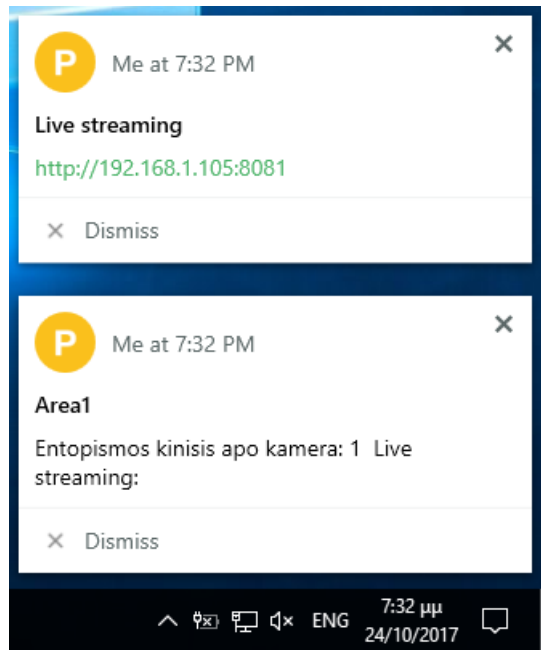 P Me at 7:32 PM
Live streaming
http://192.168.1.105:8081
Dismiss
P Me at 7:32 PM
Area1
Entopismos kinisis apo kamera: 1  Live
streaming:
Dismiss
ENG 7:32 μμ
24/10/2017